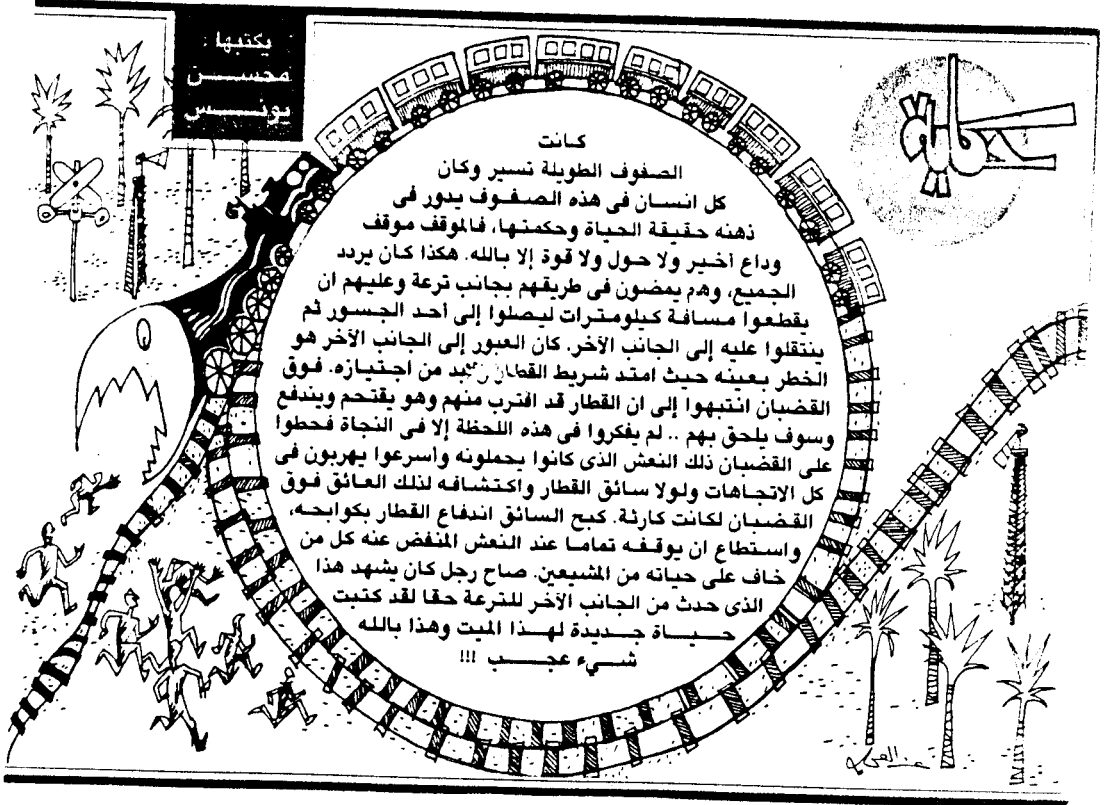 يكتبها :
محسن
يونس
كانت
الصفوف الطويلة تسير وكان
كل انسان فى هذه الصفوف يدور فى
ذهنه حقيقة الحياة وحكمتها، فالموقف موقف
وداع أخير ولا حول ولا قوة إلا بالله. هكذا كان يردد
الجميع، وهم يمضون فى طريقهم بجانب ترعة وعليهم ان
يقطعوا مسافة كيلومترات ليصلوا إلى أحد الجسور ثم
ينتقلوا عليه إلى الجانب الآخر. كان العبور إلى الجانب الآخر هو
الخطر بعينه حيث امتد شريط القطار من اجتيازه. فوق
القضبان انتبهوا إلى ان القطار قد اقترب منهم وهو يقتحم ويندفع
وسوف يلحق بهم .. لم يفكروا فى هذه اللحظة إلا فى النجاة فحطوا
على القضبان ذلك النعش الذى كانوا يحملونه وأسرعوا يهربون فى
كل الاتجاهات ولولا سائق القطار واكتشافه لذلك العائق فوق
القضبان لكانت كارثة. كبح السائق اندفاع القطار بكوابحه،
واستطاع ان يوقفه تماما عند النعش المنفض عنه كل من
خاف على حياته من المشيعين. صاح رجل كان يشهد هذا
الذى حدث من الجانب الآخر للترعة حقا لقد كتبت
حياة جديدة لهذا الميت وهذا بالله
شىء عجب !!!